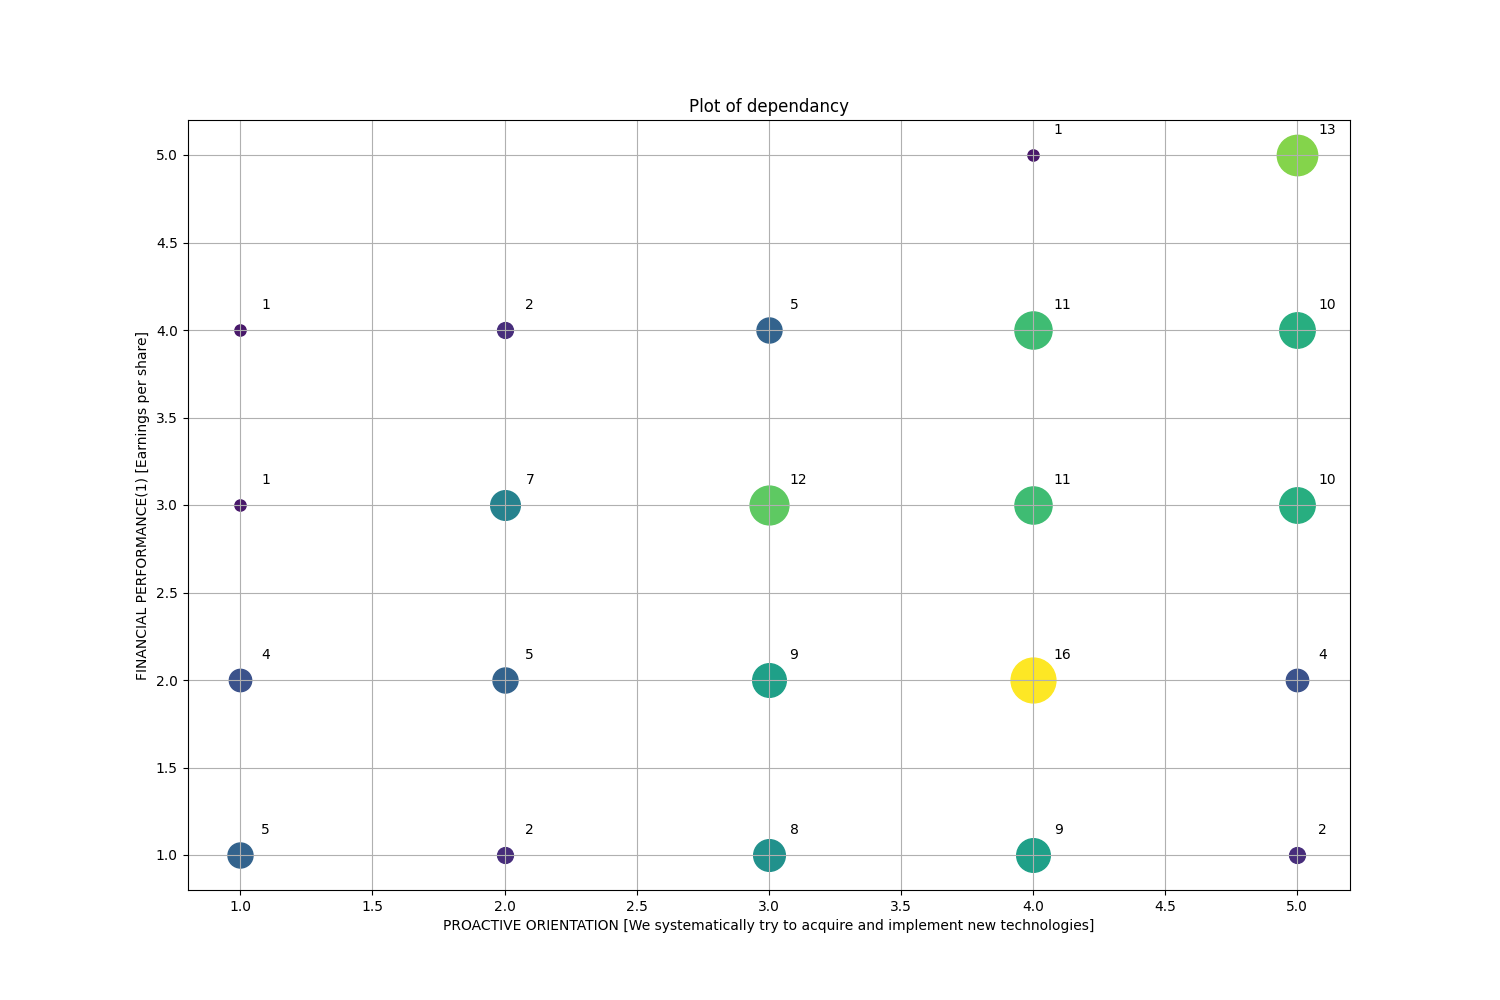 Plot of dependancy
1 13
5.0
4.5
1 2 5 11 10
4.0
3.5
1 7 12 11 10
3.0
2.5
4 5 9 16 4
2.0
1.5
5 2 8 9 2
1.0
FINANCIAL PERFORMANCE(1) [Earnings per share]
1.0 1.5 2.0 2.5 3.0 3.5 4.0 4.5 5.0
PROACTIVE ORIENTATION [We systematically try to acquire and implement new technologies]